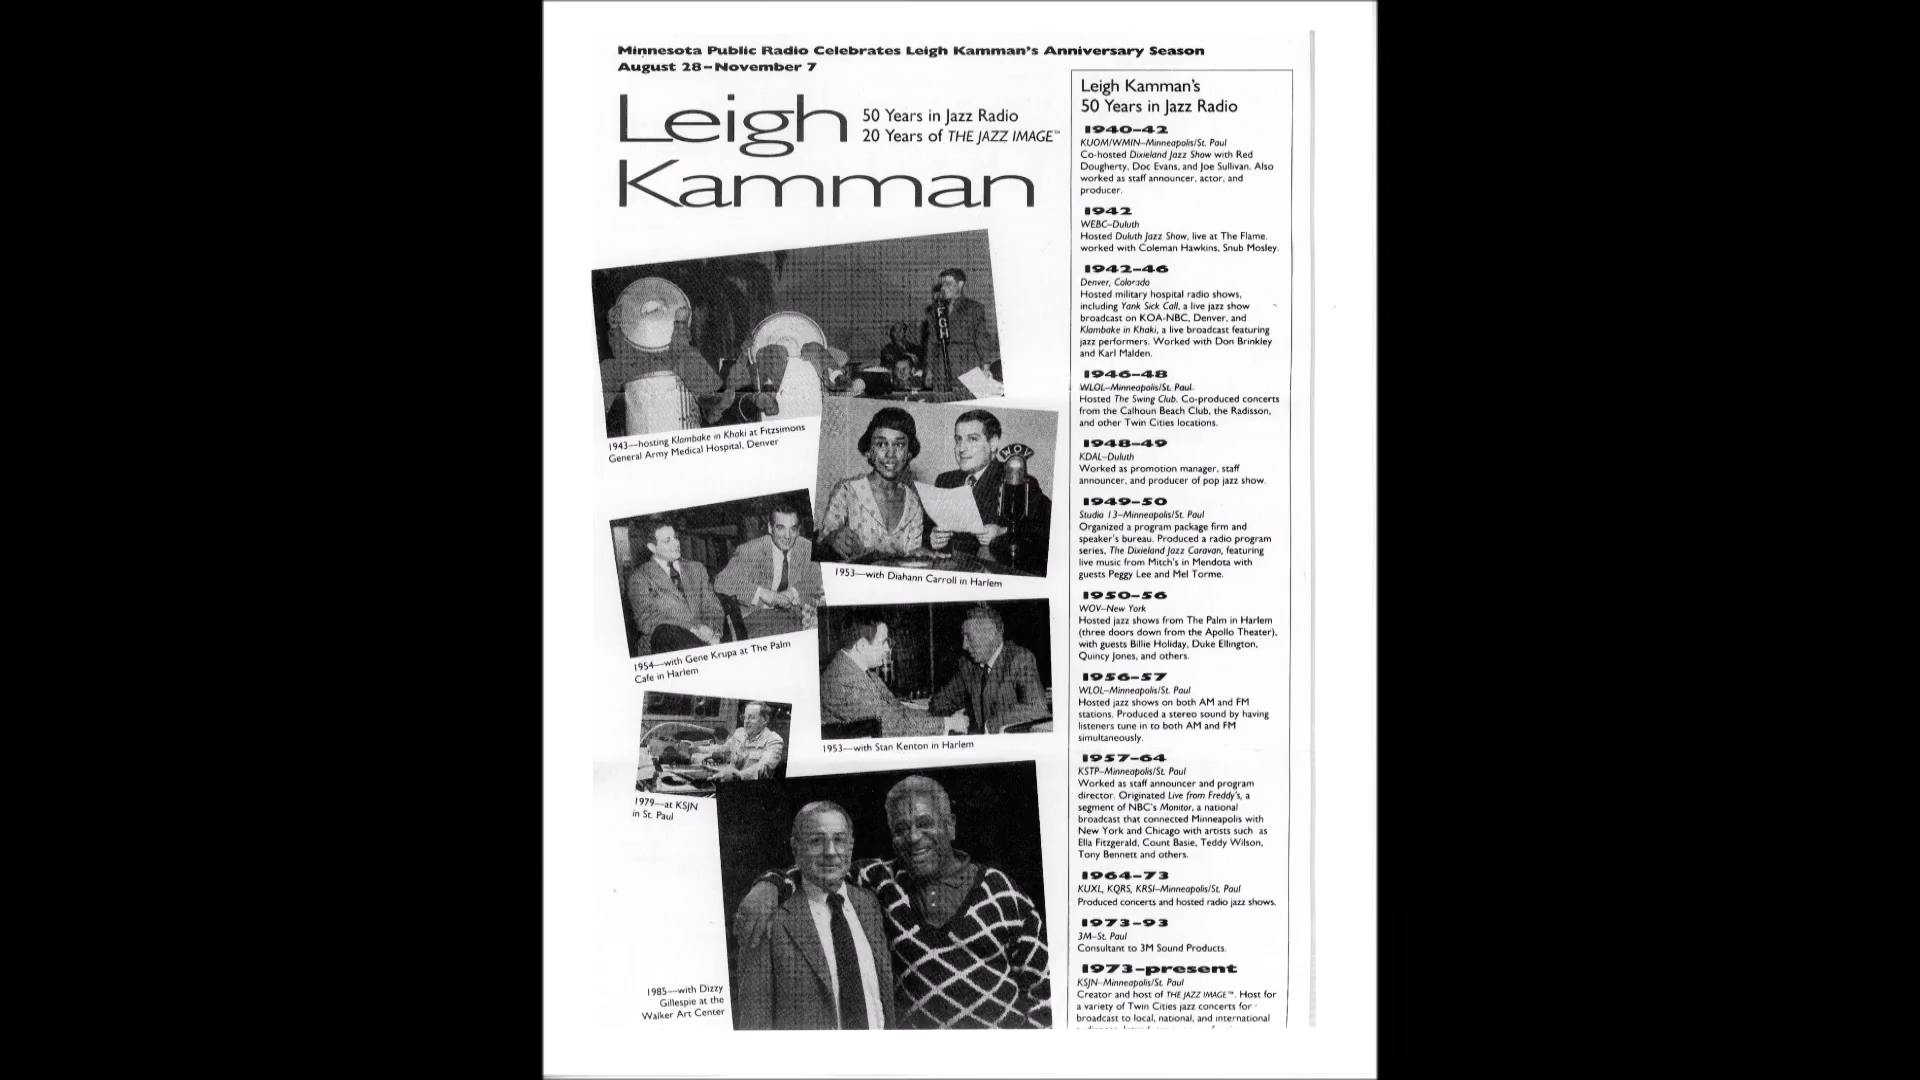 Minnesota Public Radio Celebrates Leigh Kamman's Anniversary Season
August 28–November 7
Leigh
Kamman
50 Years in Jazz Radio
20 Years of THE JAZZ IMAGE™
FGH
1943—hosting Klambake in Khaki at Fitzsimons
General Army Medical Hospital, Denver
WOV
1953—with Diahann Carroll in Harlem
1954—with Gene Krupa at The Palm
Cafe in Harlem
1953—with Stan Kenton in Harlem
1979—at KSJN
in St. Paul
1985—with Dizzy
Gillespie at the
Walker Art Center
Leigh Kamman's
50 Years in Jazz Radio
1940–42
KUOM/WMIN–Minneapolis/St. Paul
Co-hosted Dixieland Jazz Show with Red
Dougherty, Doc Evans, and Joe Sullivan. Also
worked as staff announcer, actor, and
producer.
1942
WEBC–Duluth
Hosted Duluth Jazz Show, live at The Flame,
worked with Coleman Hawkins, Snub Mosley.
1942–46
Denver, Colorado
Hosted military hospital radio shows,
including Yank Sick Call, a live jazz show
broadcast on KOA-NBC, Denver, and
Klambake in Khaki, a live broadcast featuring
jazz performers. Worked with Don Brinkley
and Karl Malden.
1946–48
WLOL–Minneapolis/St. Paul
Hosted The Swing Club. Co-produced concerts
from the Calhoun Beach Club, the Radisson,
and other Twin Cities locations.
1948–49
KDAL–Duluth
Worked as promotion manager, staff
announcer, and producer of pop jazz show.
1949–50
Studio 13–Minneapolis/St. Paul
Organized a program package firm and
speaker's bureau. Produced a radio program
series, The Dixieland Jazz Caravan, featuring
live music from Mitch's in Mendota with
guests Peggy Lee and Mel Torme.
1950–56
WOV–New York
Hosted jazz shows from The Palm in Harlem
(three doors down from the Apollo Theater),
with guests Billie Holiday, Duke Ellington,
Quincy Jones, and others.
1956–57
WLOL–Minneapolis/St. Paul
Hosted jazz shows on both AM and FM
stations. Produced a stereo sound by having
listeners tune in to both AM and FM
simultaneously.
1957–64
KSTP–Minneapolis/St. Paul
Worked as staff announcer and program
director. Originated Live from Freddy's, a
segment of NBC's Monitor, a national
broadcast that connected Minneapolis with
New York and Chicago with artists such as
Ella Fitzgerald, Count Basie, Teddy Wilson,
Tony Bennett and others.
1964–73
KUXL, KQRS, KRSI–Minneapolis/St. Paul
Produced concerts and hosted radio jazz shows.
1973–93
3M–St. Paul
Consultant to 3M Sound Products.
1973–present
KSJN–Minneapolis/St. Paul
Creator and host of THE JAZZ IMAGE™. Host for
a variety of Twin Cities jazz concerts for
broadcast to local, national, and international